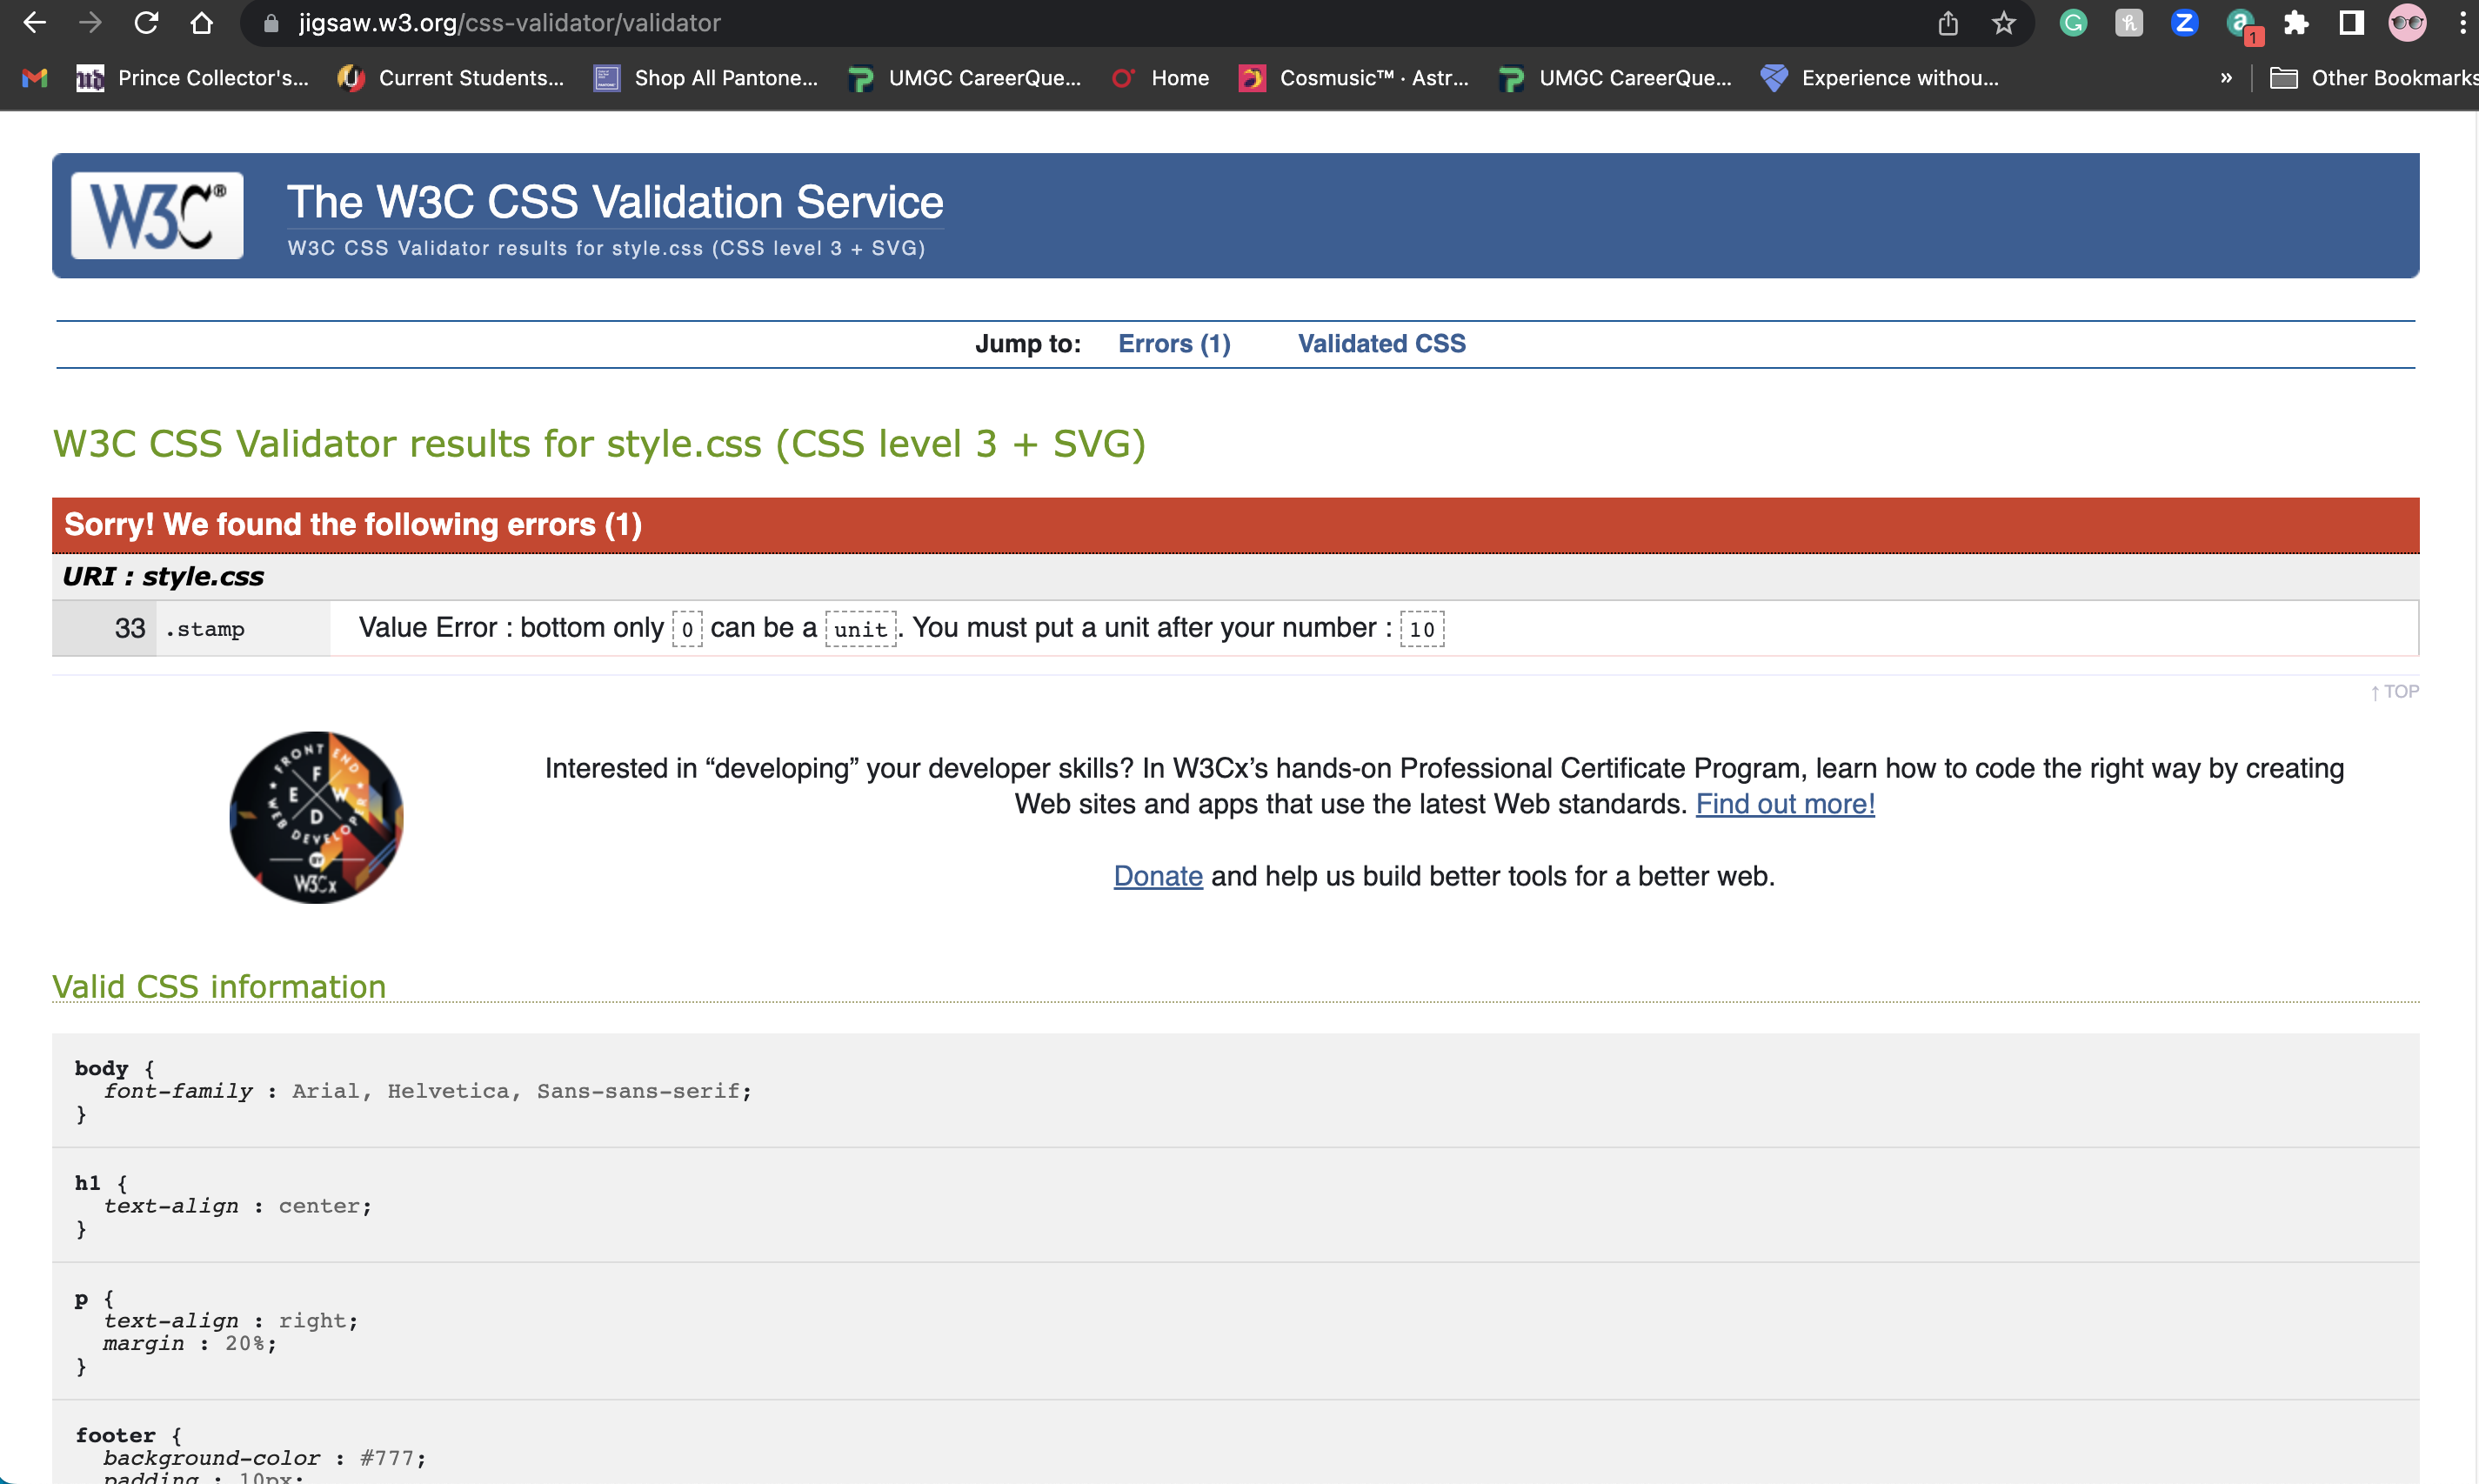 jigsaw.w3.org/css-validator/validator
1
Prince Collector's... Current Students... Shop All Pantone... UMGC CareerQue... Home Cosmusic™ · Astr... UMGC CareerQue... Experience withou... » Other Bookmarks
W3C® The W3C CSS Validation Service
W3C CSS Validator results for style.css (CSS level 3 + SVG)
Jump to: Errors (1) Validated CSS
W3C CSS Validator results for style.css (CSS level 3 + SVG)
Sorry! We found the following errors (1)
URI : style.css
33 .stamp Value Error : bottom only 0 can be a unit. You must put a unit after your number : 10
↑ TOP
FRONT END
WEB DEVELOPER
F
E W
D
BY
W3Cx
Interested in “developing” your developer skills? In W3Cx’s hands-on Professional Certificate Program, learn how to code the right way by creating
Web sites and apps that use the latest Web standards. Find out more!
Donate and help us build better tools for a better web.
Valid CSS information
body {
font-family : Arial, Helvetica, Sans-sans-serif;
}
h1 {
text-align : center;
}
p {
text-align : right;
margin : 20%;
}
footer {
background-color : #777;
padding : 10px;